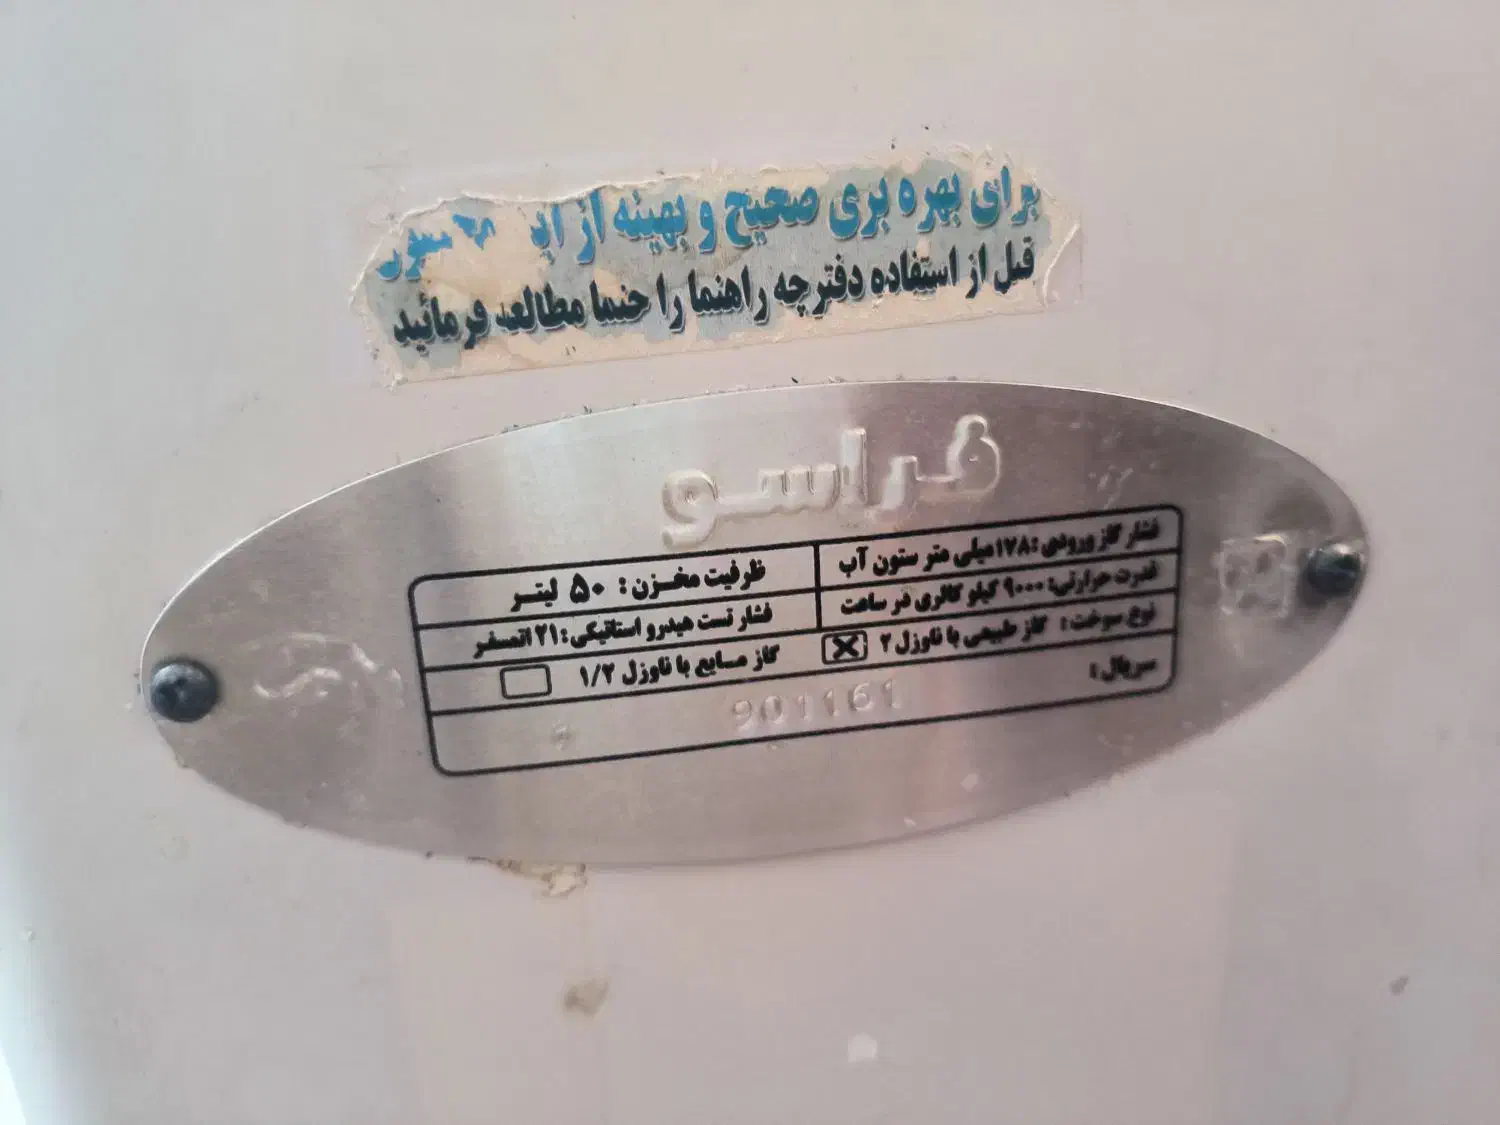 برای بهره بری صحیح و بهینه از
قبل از استفاده دفترچه راهنما را حتما مطالعه فرمائید
فراسو
فشار گاز ورودی: ۱۷۸ میلی متر ستون آب
ظرفیت مخزن: ۵۰ لیتر
قدرت حرارتی: ۹۰۰۰ کیلو کالری در ساعت
فشار تست هیدرو استاتیکی: ۲۱ اتمسفر
نوع سوخت: گاز طبیعی با ناوزل ۲ گاز مایع با ناوزل ۱/۲
سریال: 901161